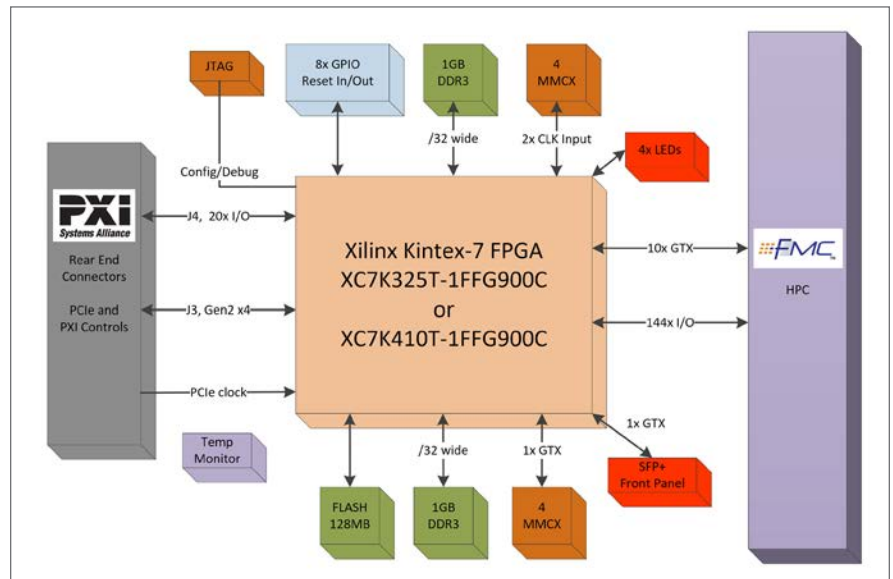 JTAG
8x GPIO
Reset In/Out
1GB
DDR3
4
MMCX
/32 wide
2x CLK Input
4x LEDs
Config/Debug
PXI
Systems Alliance
Rear End
Connectors
PCIe and
PXI Controls
J4, 20x I/O
J3, Gen2 x4
PCIe clock
Xilinx Kintex-7 FPGA
XC7K325T-1FFG900C
or
XC7K410T-1FFG900C
10x GTX
144x I/O
FMC
HPC
Temp
Monitor
/32 wide
1x GTX
1x GTX
SFP+
Front Panel
FLASH
128MB
1GB
DDR3
4
MMCX